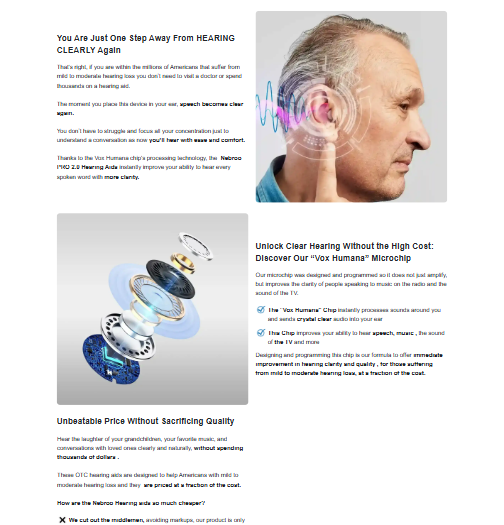 You Are Just One Step Away From HEARING
CLEARLY Again
That's right, if you are within the millions of Americans that suffer from
mild to moderate hearing loss you don't need to visit a doctor or spend
thousands on a hearing aid.
The moment you place this device in your ear, speech becomes clear
again.
You don't have to struggle and focus all your concentration just to
understand a conversation as now you'll hear with ease and comfort.
Thanks to the Vox Humana chip's processing technology, the Nebroo
PRO 2.0 Hearing Aids instantly improve your ability to hear every
spoken word with more clarity.
Unlock Clear Hearing Without the High Cost:
Discover Our “Vox Humana” Microchip
Our microchip was designed and programmed so it does not just amplify,
but improves the clarity of people speaking to music on the radio and the
sound of the TV.
The "Vox Humana" Chip instantly processes sounds around you
and sends crystal clear audio into your ear
This Chip improves your ability to hear speech, music , the sound
of the TV and more
Designing and programming this chip is our formula to offer immediate
improvement in hearing clarity and quality , for those suffering
from mild to moderate hearing loss, at a fraction of the cost.
Unbeatable Price Without Sacrificing Quality
Hear the laughter of your grandchildren, your favorite music, and
conversations with loved ones clearly and naturally, without spending
thousands of dollars .
These OTC hearing aids are designed to help Americans with mild to
moderate hearing loss and they are priced at a fraction of the cost.
How are the Nebroo Hearing aids so much cheaper?
We cut out the middlemen, avoiding markups, our product is only